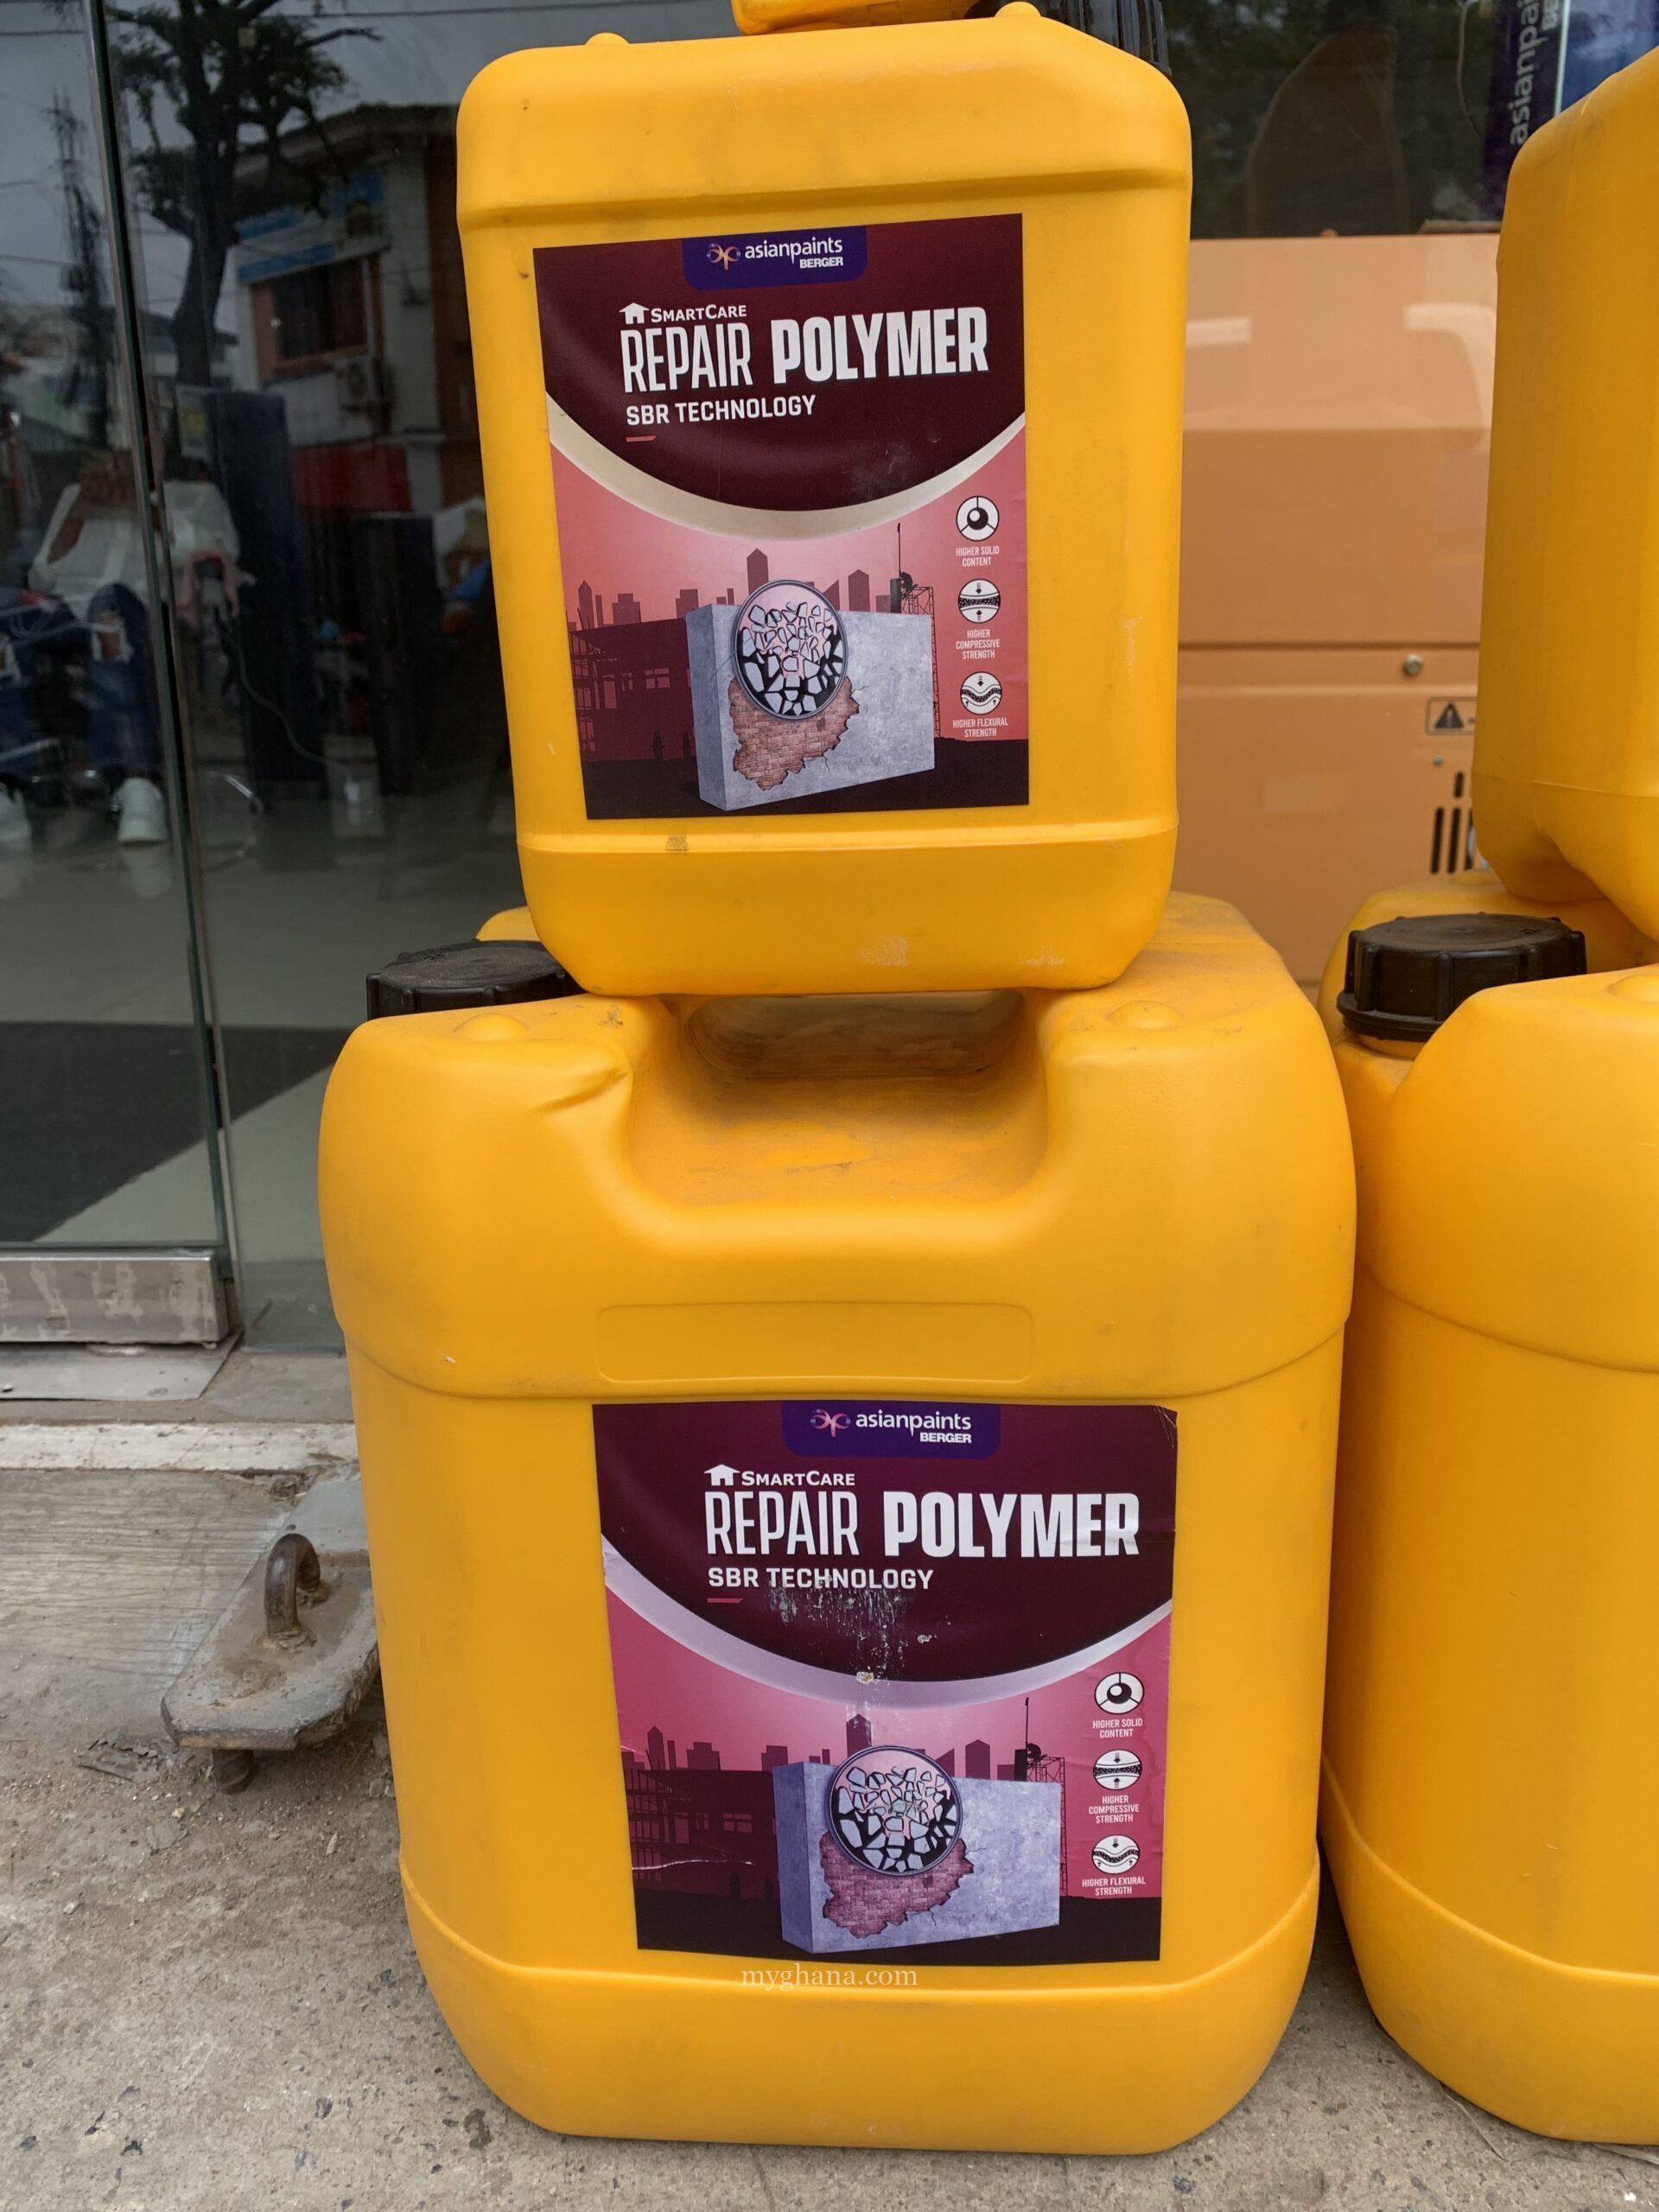 asianpaints
BERGER
SMARTCARE
REPAIR POLYMER
SBR TECHNOLOGY
HIGHER SOLID
CONTENT
HIGHER
COMPRESSIVE
STRENGTH
HIGHER FLEXURAL
STRENGTH
asianpaints
BERGER
SMARTCARE
REPAIR POLYMER
SBR TECHNOLOGY
HIGHER SOLID
CONTENT
HIGHER
COMPRESSIVE
STRENGTH
HIGHER FLEXURAL
STRENGTH
myghana.com